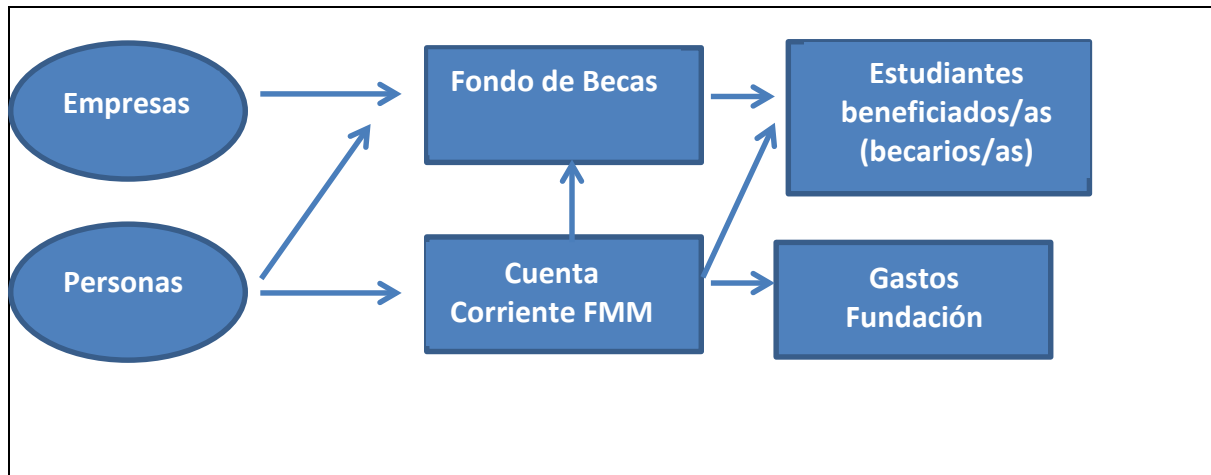 Empresas
Fondo de Becas
Estudiantes
beneficiados/as
(becarios/as)
Personas
Cuenta
Corriente FMM
Gastos
Fundación